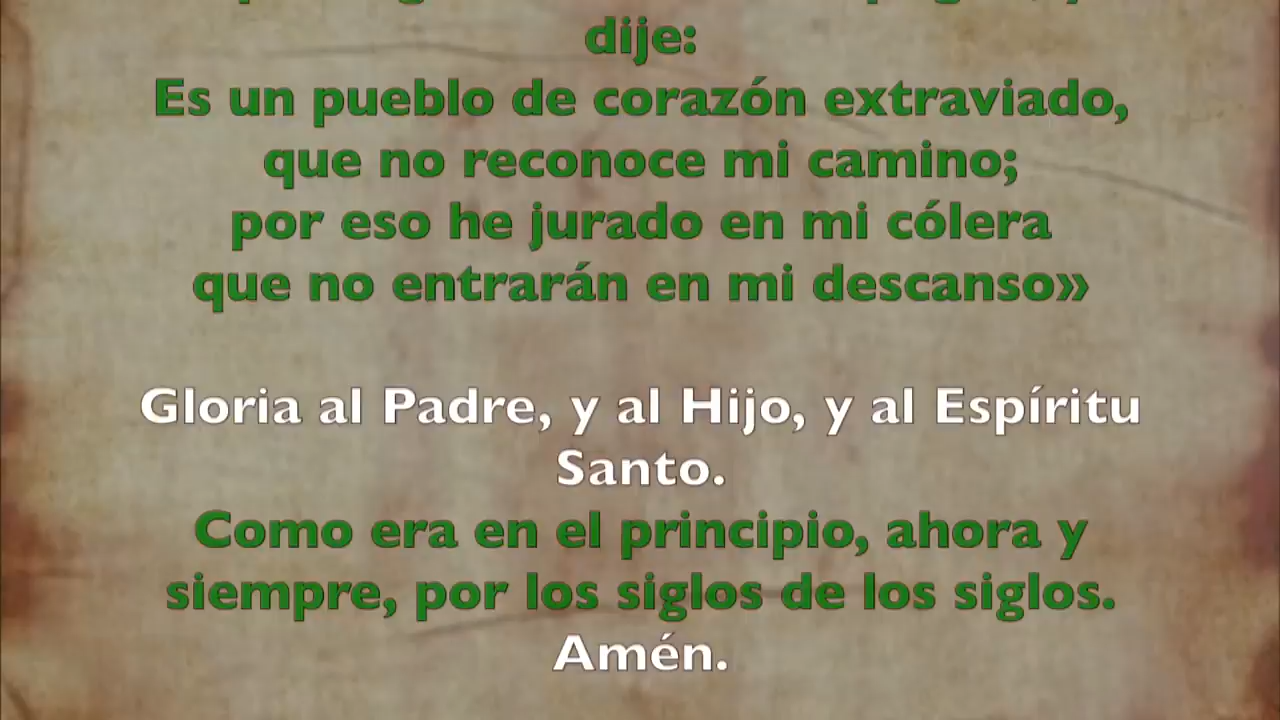 dije:
Es un pueblo de corazón extraviado,
que no reconoce mi camino;
por eso he jurado en mi cólera
que no entrarán en mi descanso»
Gloria al Padre, y al Hijo, y al Espíritu
Santo.
Como era en el principio, ahora y
siempre, por los siglos de los siglos.
Amén.